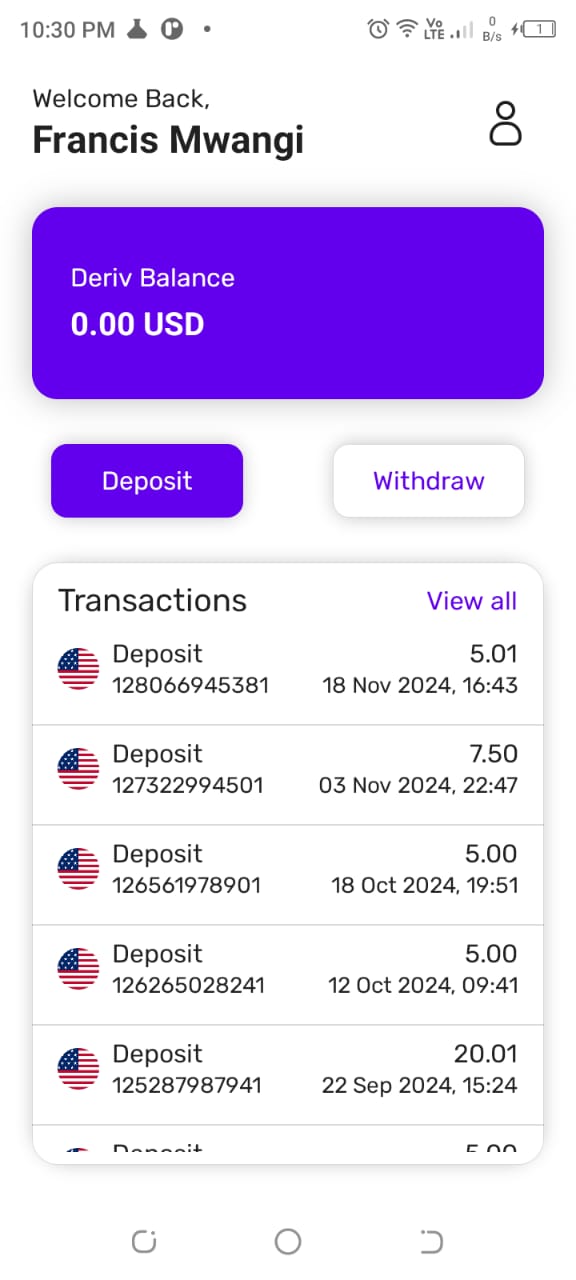 10:30 PM
Vo
LTE
0
B/s
1
Welcome Back,
Francis Mwangi
Deriv Balance
0.00 USD
Deposit
Withdraw
Transactions
View all
Deposit 5.01
128066945381 18 Nov 2024, 16:43
Deposit 7.50
127322994501 03 Nov 2024, 22:47
Deposit 5.00
126561978901 18 Oct 2024, 19:51
Deposit 5.00
126265028241 12 Oct 2024, 09:41
Deposit 20.01
125287987941 22 Sep 2024, 15:24
Deposit